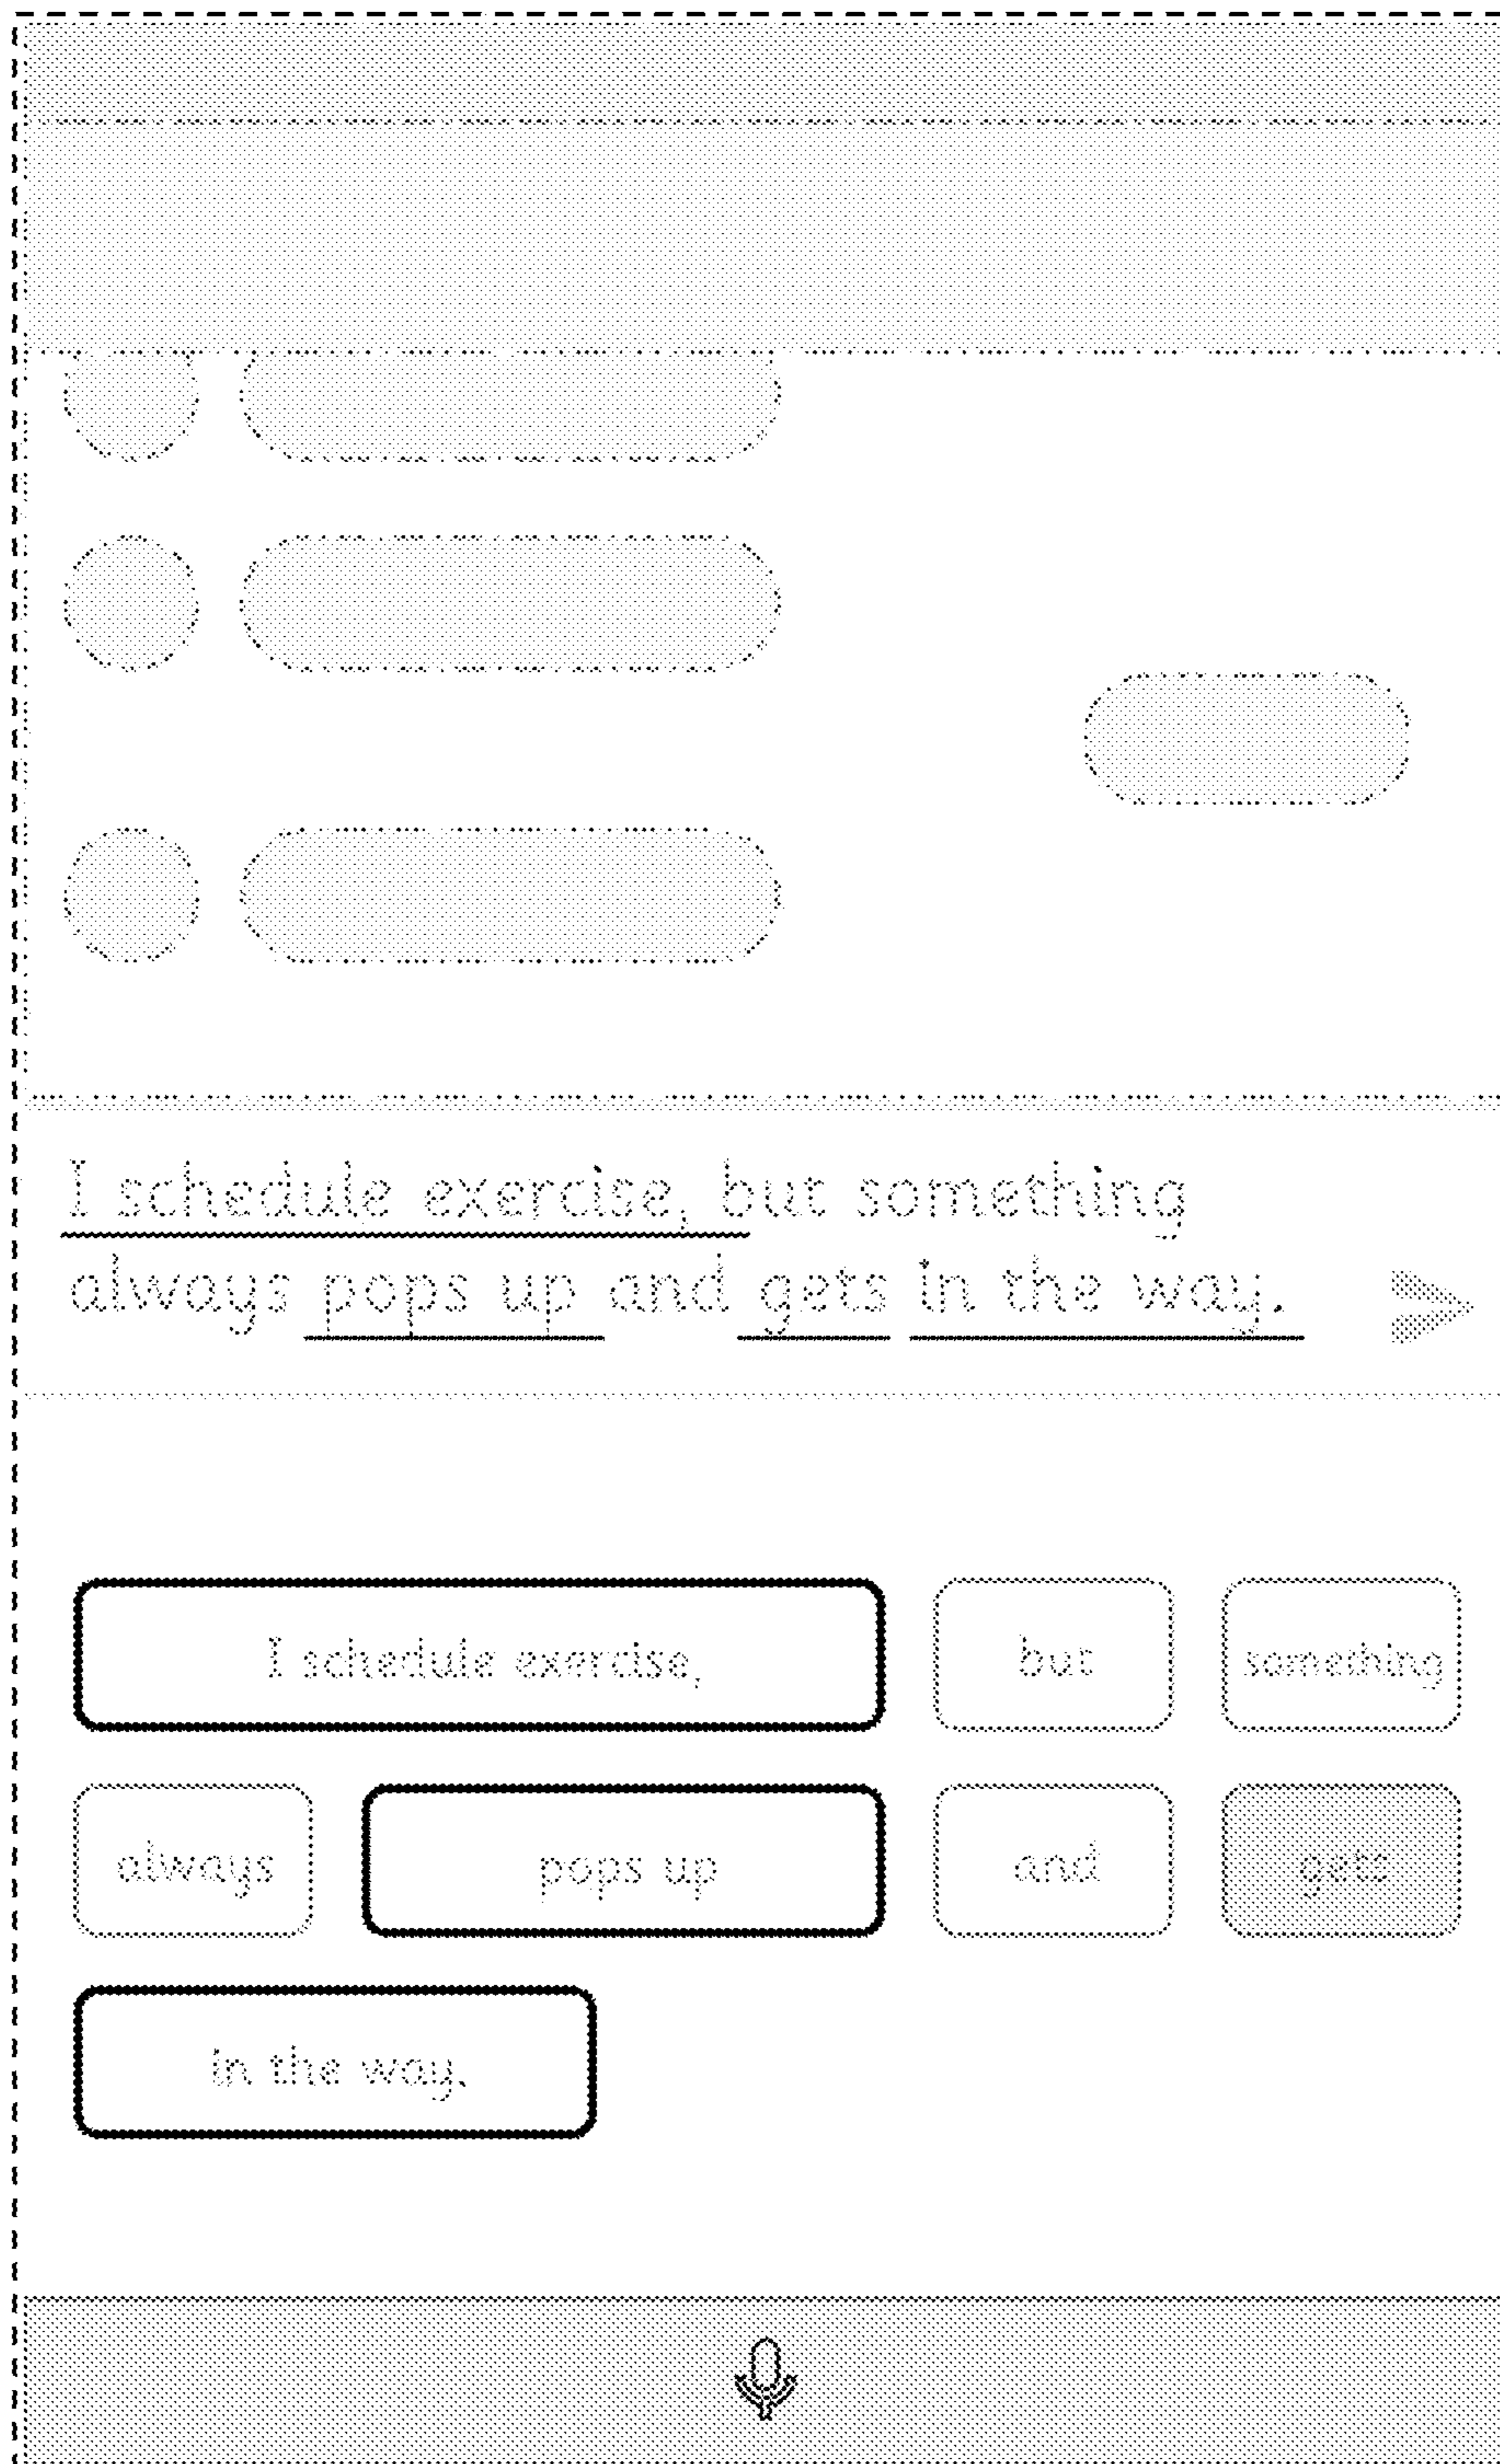 I schedule exercise, but something
always pops up and gets in the way.
I schedule exercise, but something
always pops up and gets
in the way.